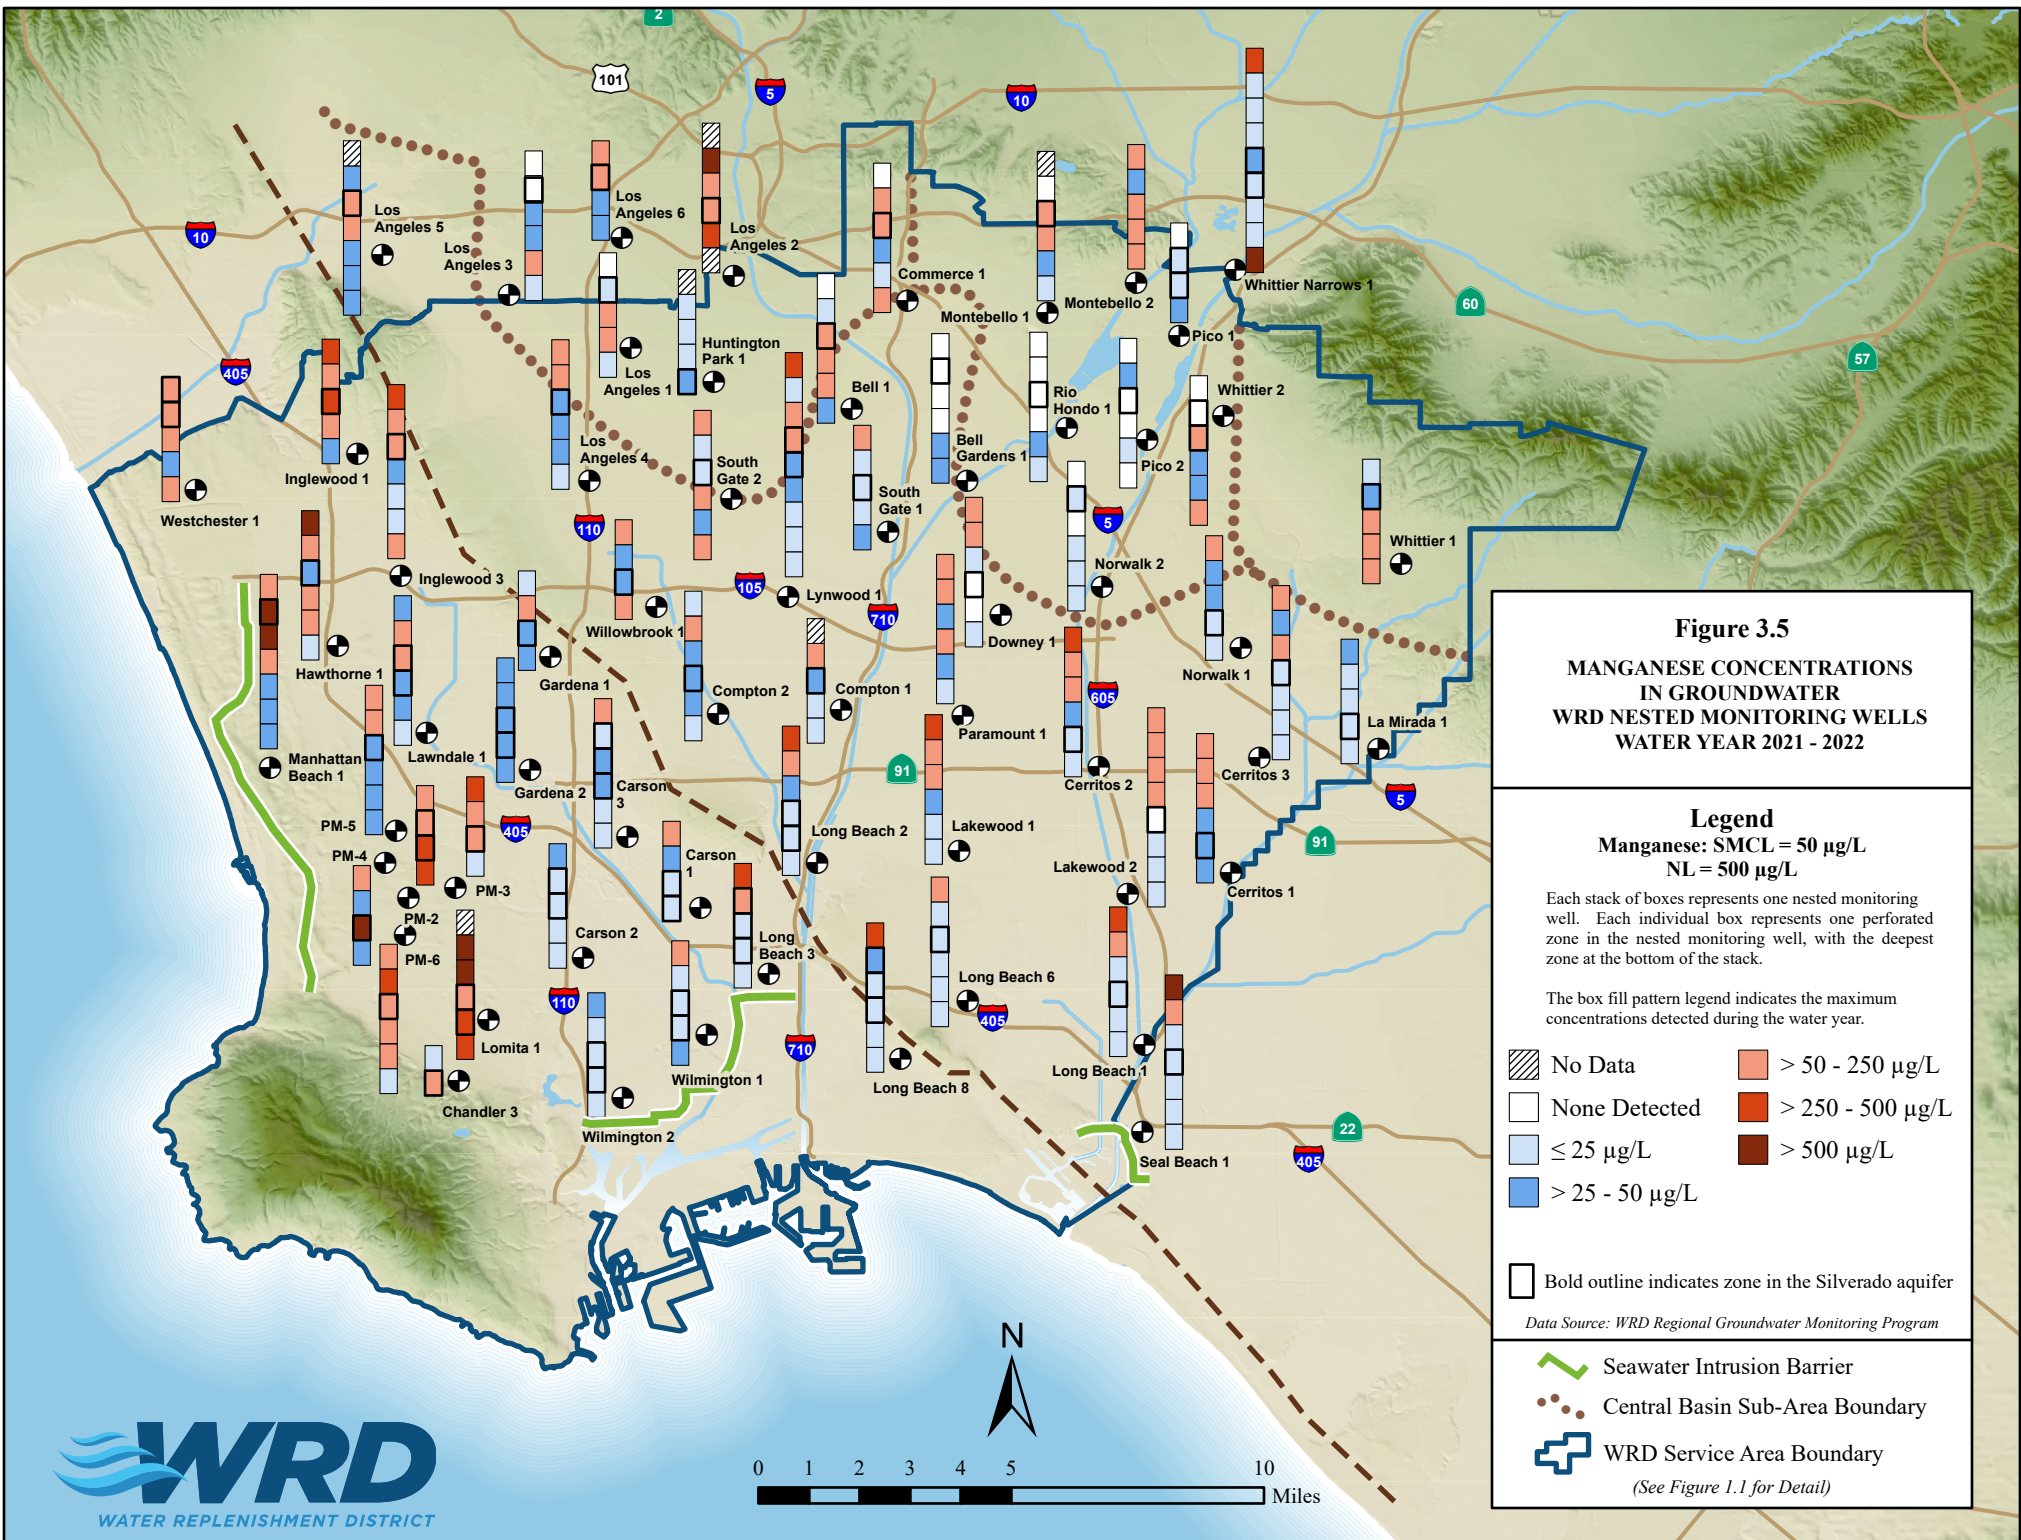 2
101
5
10
Los
Angeles 5
Los
Angeles 6
Los
Angeles 2
10
Los
Angeles 3
Commerce 1
Montebello 2
Whittier Narrows 1
Montebello 1
60
Pico 1
Huntington
Park 1
405
Los
Angeles 1
57
Bell 1
Rio
Hondo 1
Whittier 2
Inglewood 1
Los
Angeles 4
South
Gate 2
Bell
Gardens 1
Pico 2
South
Gate 1
Westchester 1
110
5
Whittier 1
Inglewood 3
105
Lynwood 1
Norwalk 2
710
Willowbrook 1
Downey 1
Hawthorne 1
Gardena 1
Compton 2
Compton 1
605
Norwalk 1
La Mirada 1
Manhattan
Beach 1
Lawndale 1
Paramount 1
91
Cerritos 2
Cerritos 3
Gardena 2
Carson
3
5
PM-5
405
Long Beach 2
Lakewood 1
91
PM-4
PM-3
Carson
1
Lakewood 2
Cerritos 1
PM-2
PM-6
Carson 2
Long
Beach 3
Long Beach 6
110
405
Lomita 1
710
Wilmington 1
Long Beach 8
Long Beach 1
Chandler 3
Wilmington 2
22
Seal Beach 1
405
Figure 3.5
MANGANESE CONCENTRATIONS
IN GROUNDWATER
WRD NESTED MONITORING WELLS
WATER YEAR 2021 - 2022
Legend
Manganese: SMCL = 50 µg/L
NL = 500 µg/L
Each stack of boxes represents one nested monitoring
well. Each individual box represents one perforated
zone in the nested monitoring well, with the deepest
zone at the bottom of the stack.
The box fill pattern legend indicates the maximum
concentrations detected during the water year.
No Data
> 50 - 250 µg/L
None Detected
> 250 - 500 µg/L
≤ 25 µg/L
> 500 µg/L
> 25 - 50 µg/L
Bold outline indicates zone in the Silverado aquifer
Data Source: WRD Regional Groundwater Monitoring Program
Seawater Intrusion Barrier
Central Basin Sub-Area Boundary
WRD Service Area Boundary
(See Figure 1.1 for Detail)
N
0 1 2 3 4 5 10
Miles
WRD
WATER REPLENISHMENT DISTRICT